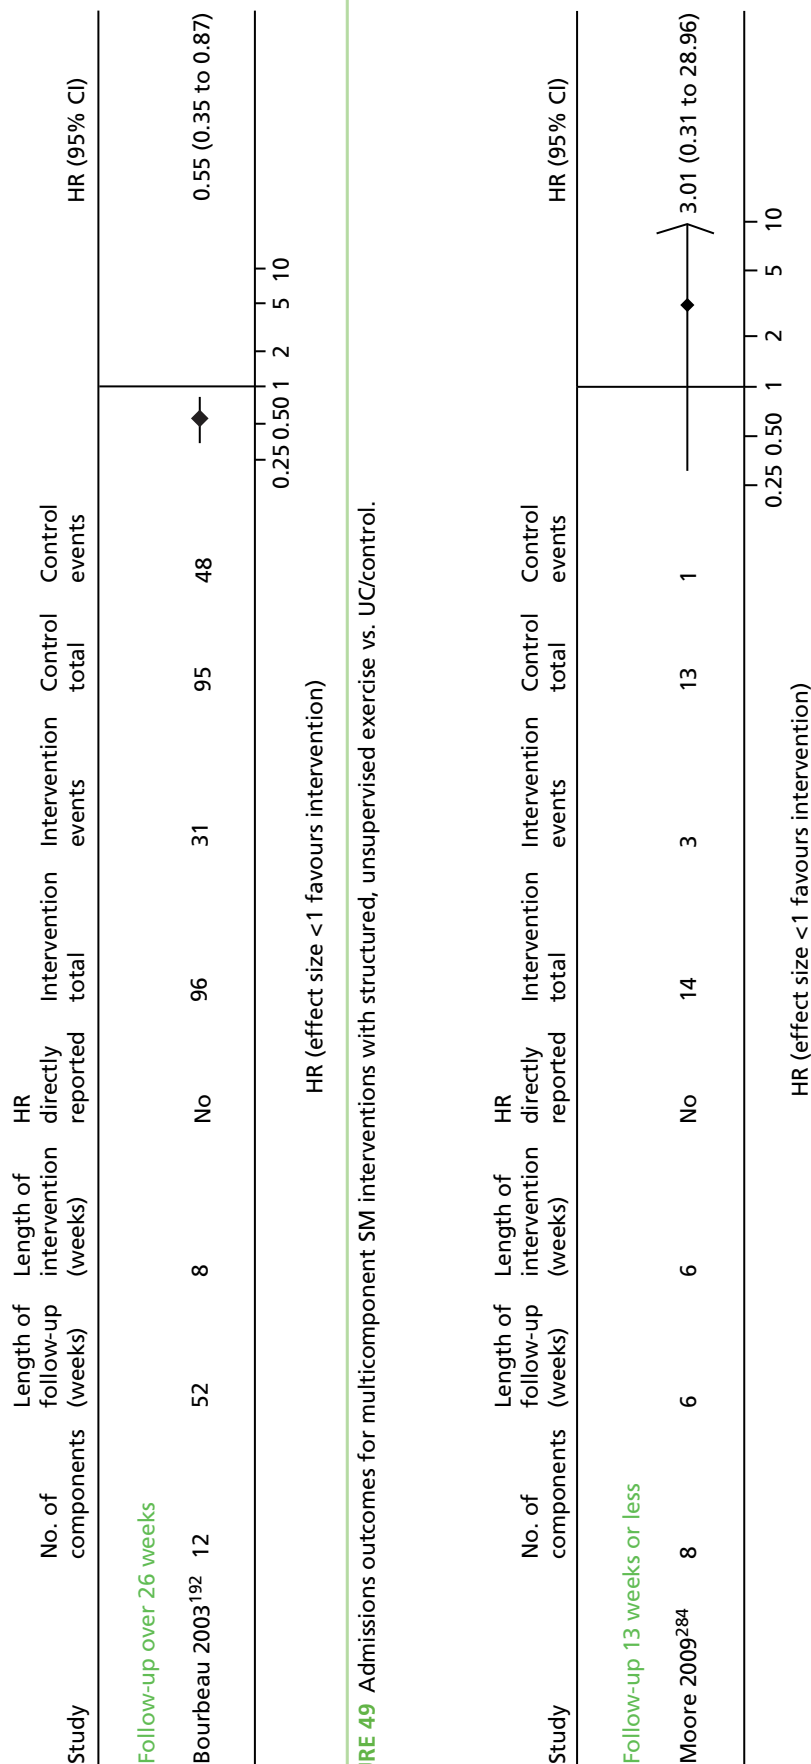 HR Length of Length of
No. of follow-up intervention directly Intervention Intervention Control Control
Study components (weeks) (weeks) reported total events total events HR (95% CI)
Follow-up over 26 weeks
Bourbeau 2003192 12 52 8 No 96 31 95 48 0.55 (0.35 to 0.87)
0.25 0.50 1 2 5 10
HR (effect size <1 favours intervention)
RE 49 Admissions outcomes for multicomponent SM interventions with structured, unsupervised exercise vs. UC/control.
Length of Length of HR
No. of follow-up intervention directly Intervention Intervention Control Control
Study components (weeks) (weeks) reported total events total events HR (95% CI)
Follow-up 13 weeks or less
Moore 2009284 8 6 6 No 14 3 13 1 3.01 (0.31 to 28.96)
0.25 0.50 1 2 5 10
HR (effect size <1 favours intervention)